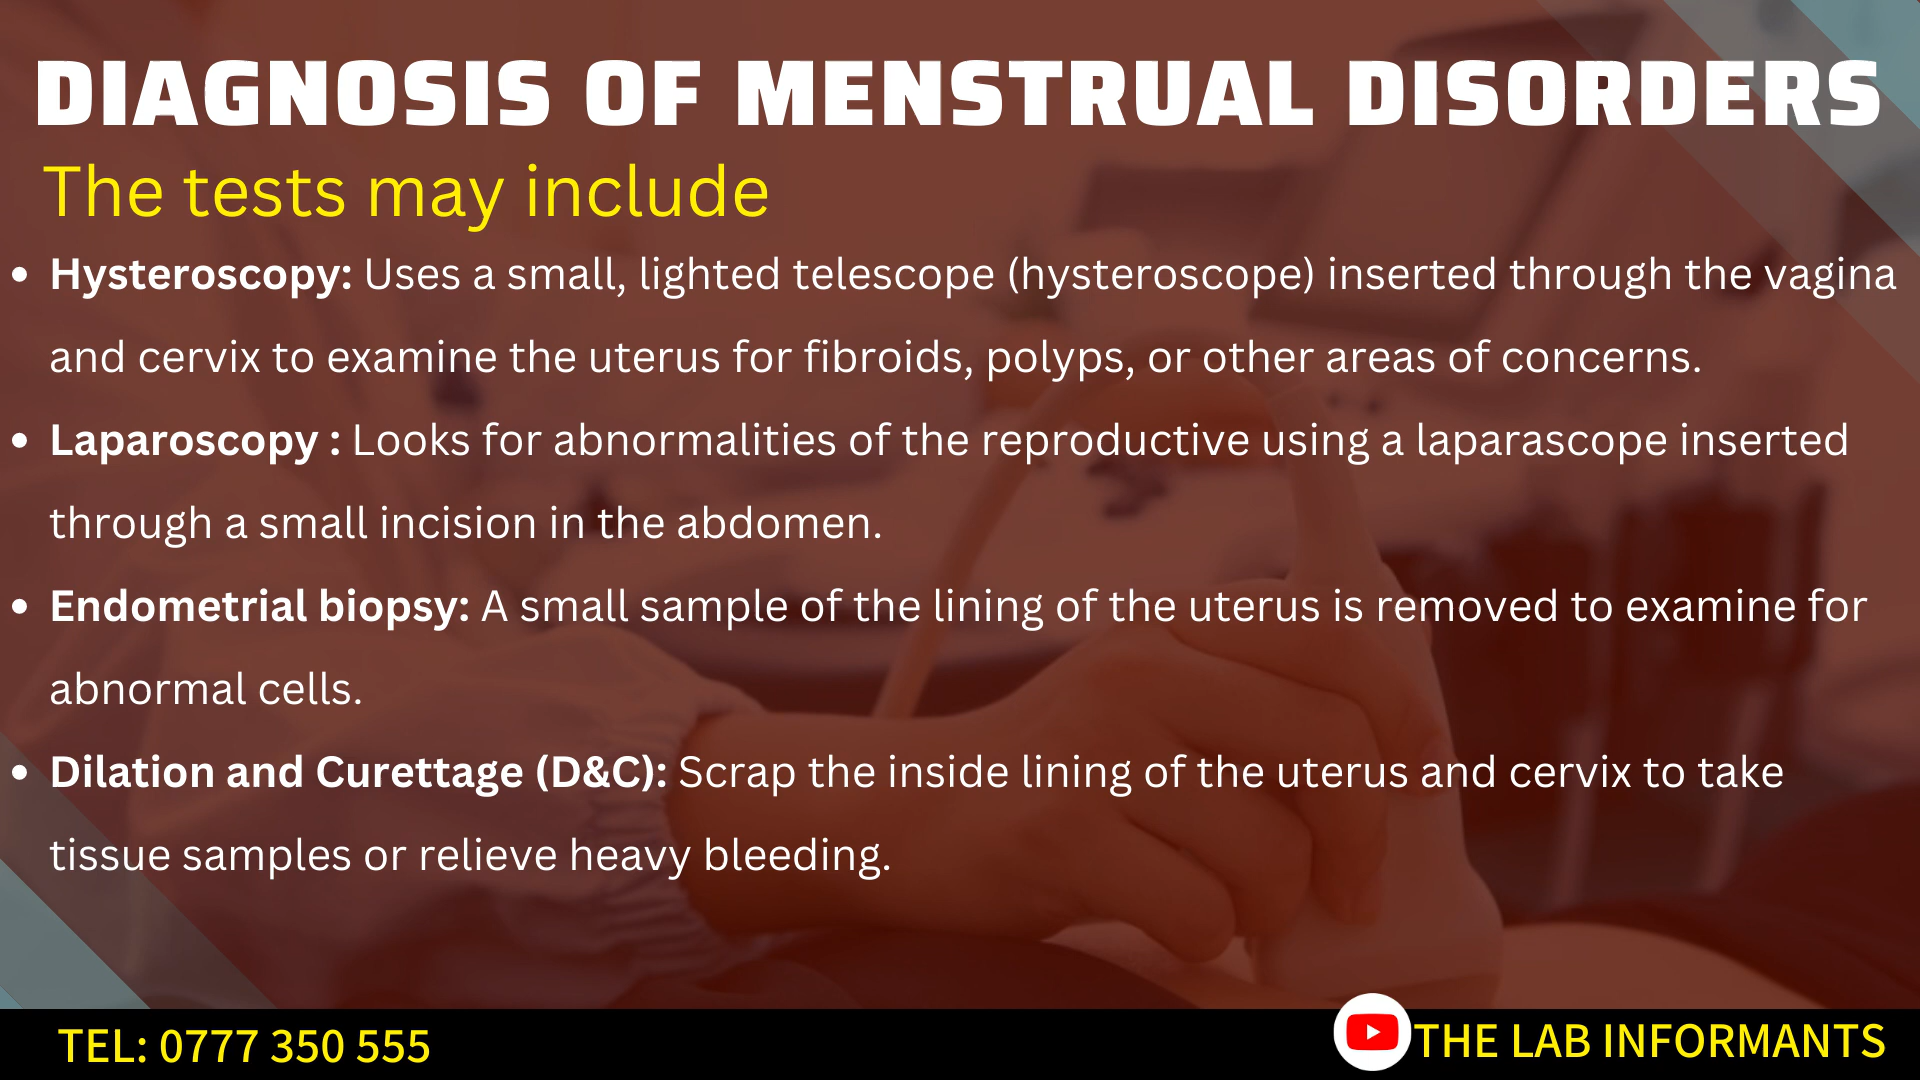 DIAGNOSIS OF MENSTRUAL DISORDERS
The tests may include
• Hysteroscopy: Uses a small, lighted telescope (hysteroscope) inserted through the vagina
and cervix to examine the uterus for fibroids, polyps, or other areas of concerns.
• Laparoscopy : Looks for abnormalities of the reproductive using a laparascope inserted
through a small incision in the abdomen.
• Endometrial biopsy: A small sample of the lining of the uterus is removed to examine for
abnormal cells.
• Dilation and Curettage (D&C): Scrap the inside lining of the uterus and cervix to take
tissue samples or relieve heavy bleeding.
TEL: 0777 350 555
THE LAB INFORMANTS